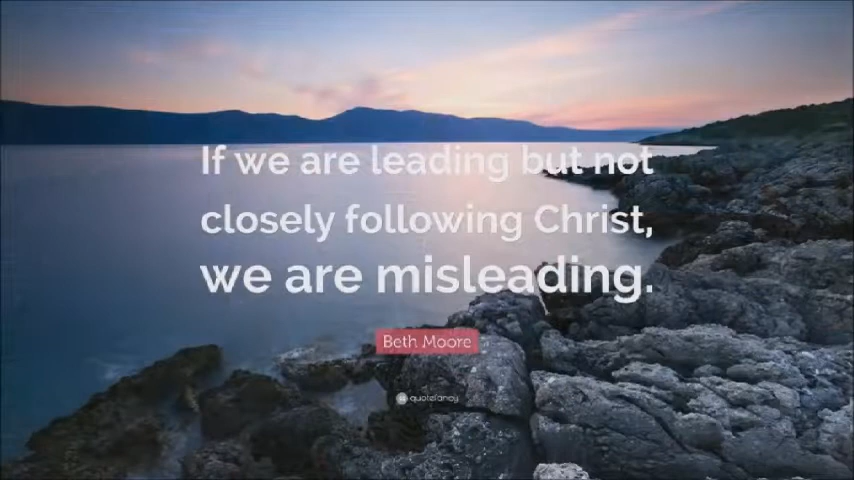 If we are leading but not
closely following Christ,
we are misleading.
Beth Moore
quotefancy